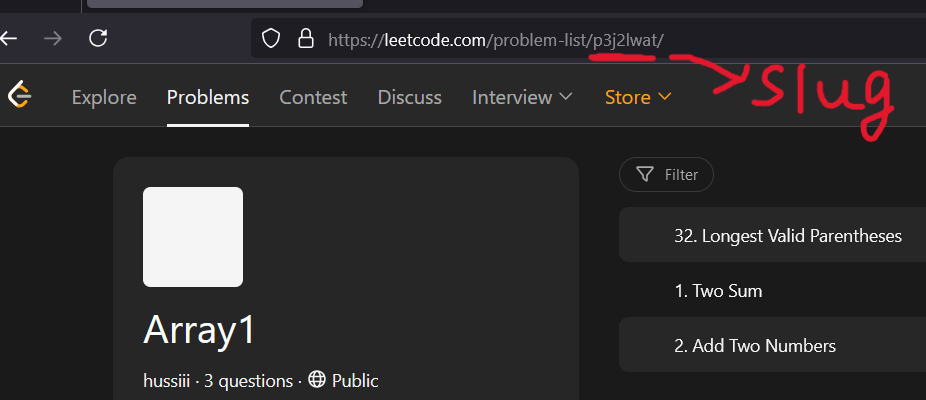 https://leetcode.com/problem-list/p3j2lwat/
slug
Explore Problems Contest Discuss Interview Store
Filter
32. Longest Valid Parentheses
1. Two Sum
2. Add Two Numbers
Array1
hussiii · 3 questions · Public